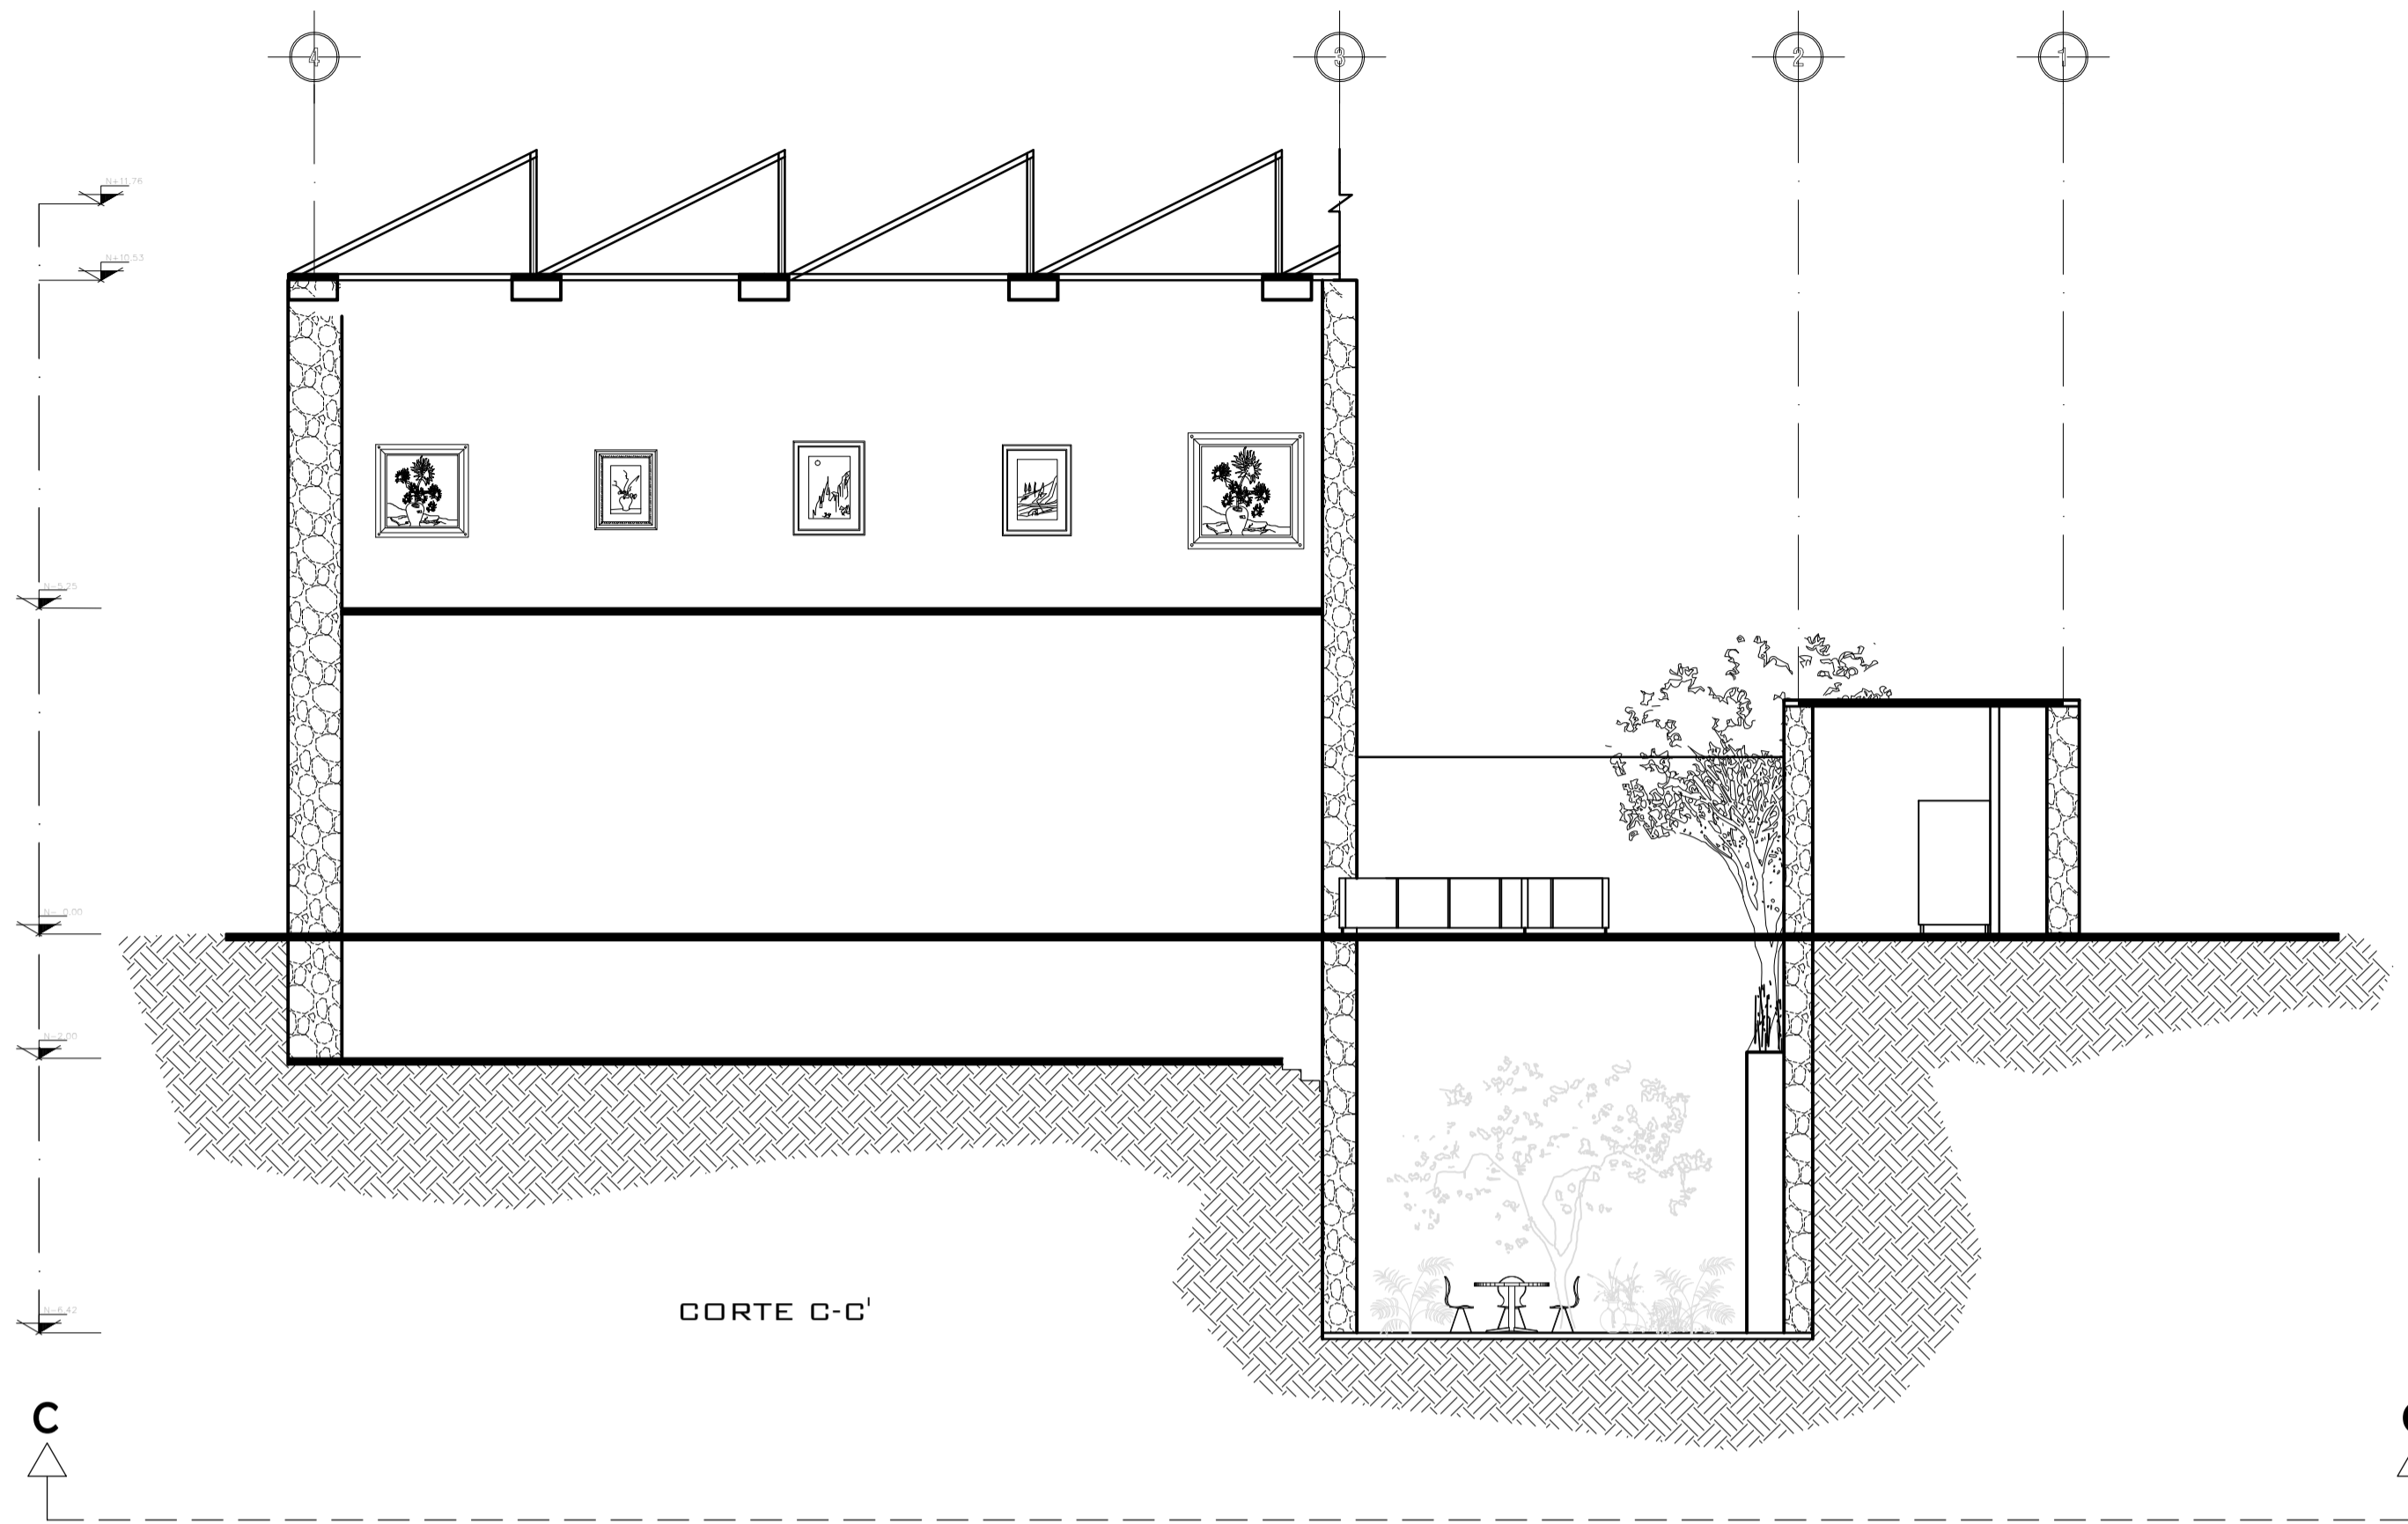 4
3
2
1
N+11.76
N+10.53
N-5.25
N- 0.00
N-2.00
N-6.42
CORTE C-C'
C